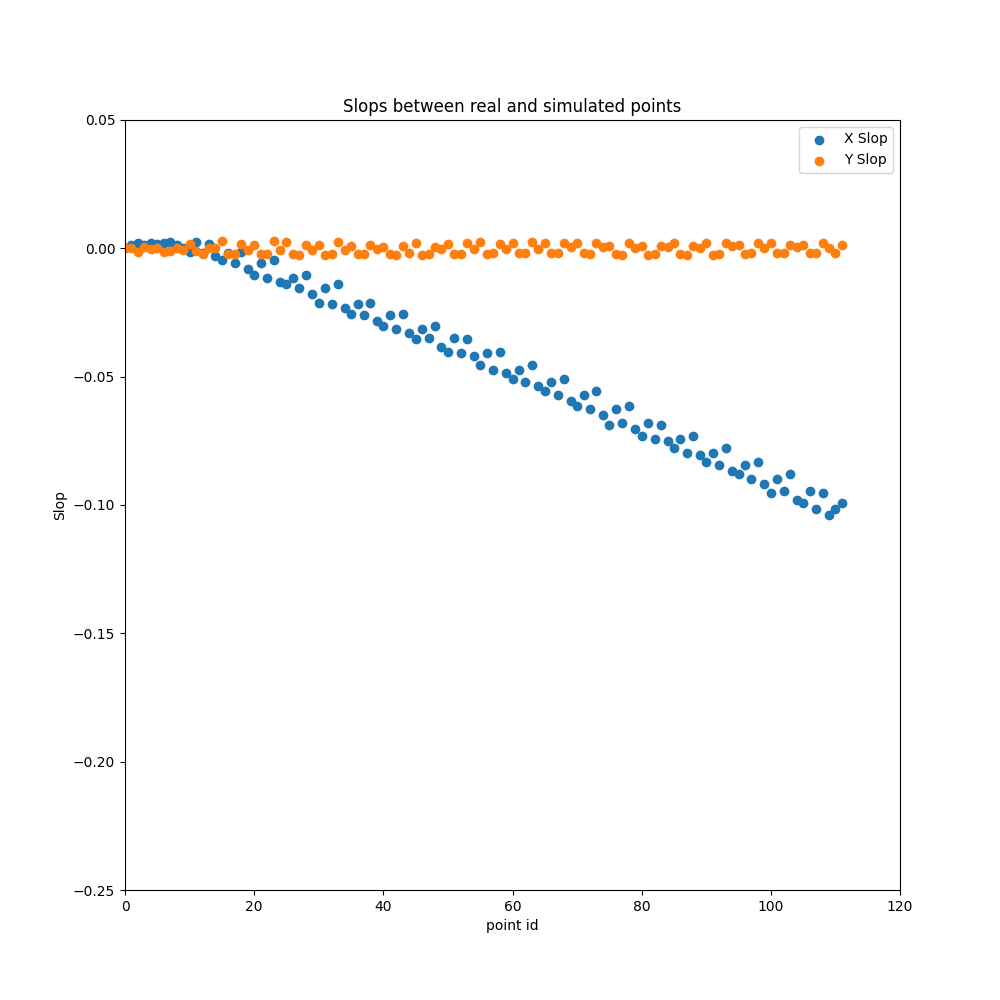 Slops between real and simulated points
X Slop
Y Slop
0.05
0.00
−0.05
−0.10
−0.15
−0.20
−0.25
Slop
0 20 40 60 80 100 120
point id